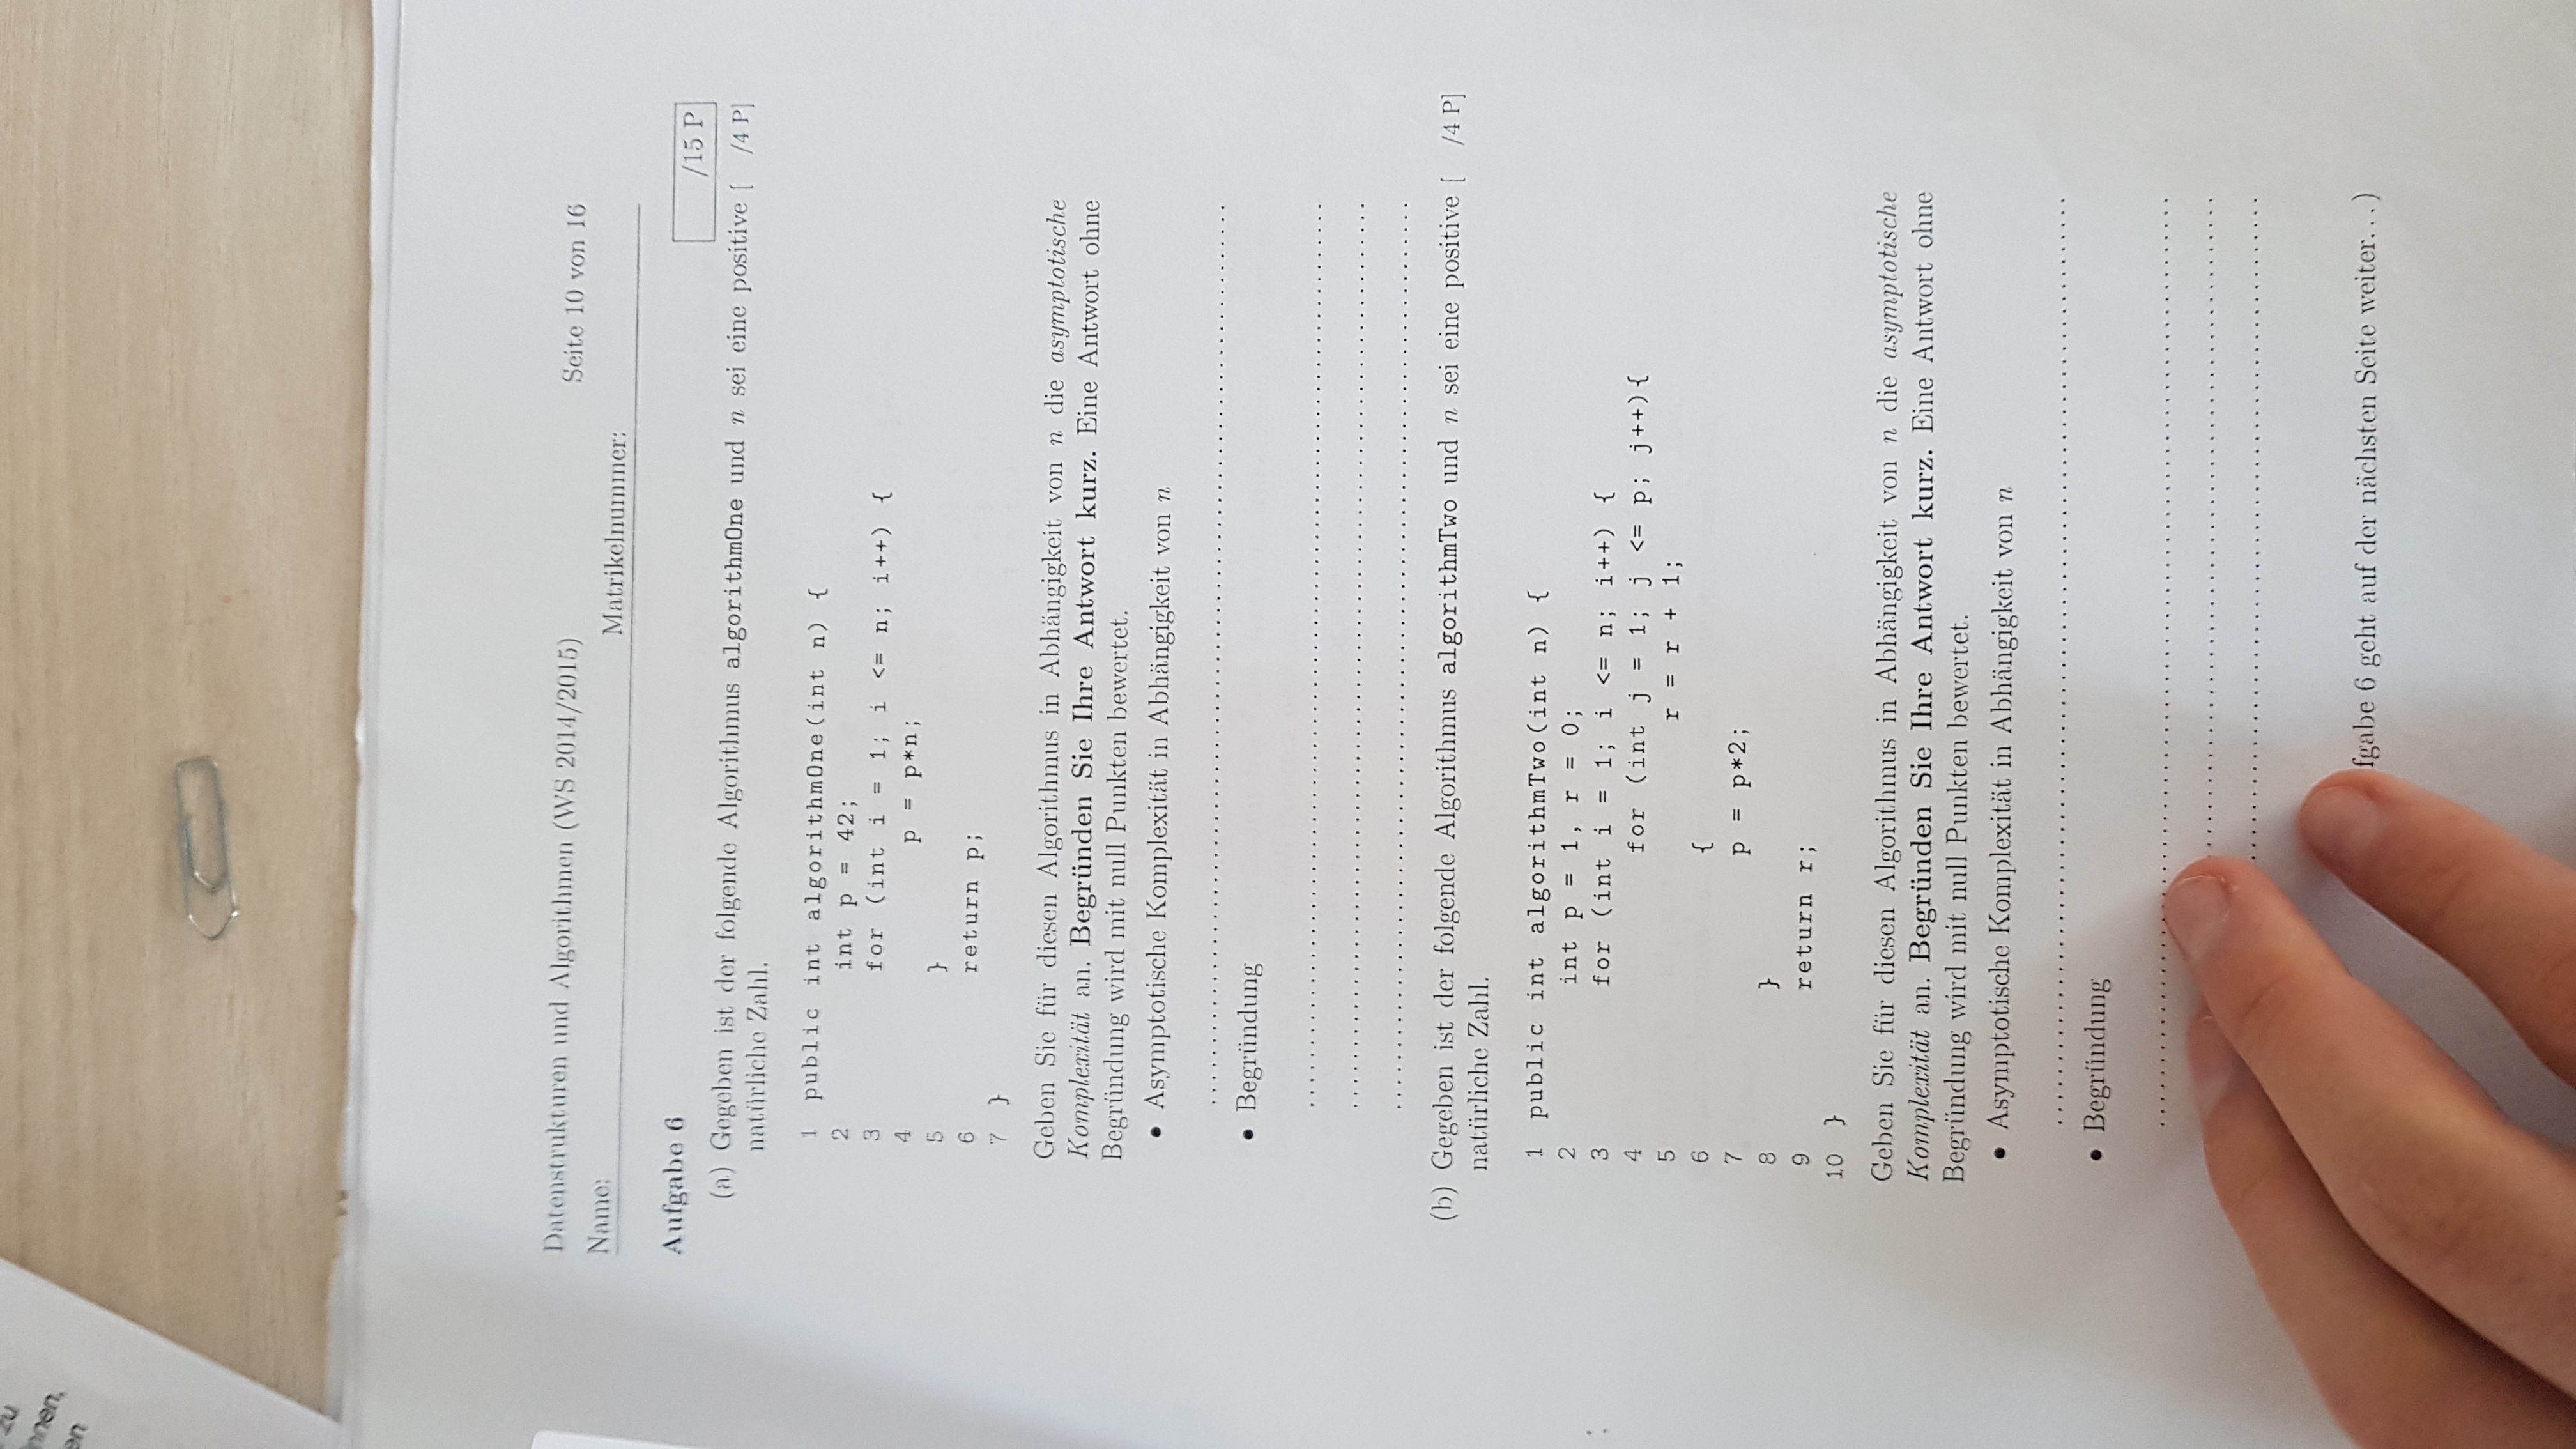 zu
nnen,
en
Datenstrukturen und Algorithmen (WS 2014/2015) Seite 10 von 16
Name: Matrikelnummer:
Aufgabe 6 /15 P
(a) Gegeben ist der folgende Algorithmus algorithmOne und n sei eine positive [ /4 P]
natürliche Zahl.
1 public int algorithmOne(int n) {
2 int p = 42;
3 for (int i = 1; i <= n; i++) {
4 p = p*n;
5 }
6 return p;
7 }
Geben Sie für diesen Algorithmus in Abhängigkeit von n die asymptotische
Komplexität an. Begründen Sie Ihre Antwort kurz. Eine Antwort ohne
Begründung wird mit null Punkten bewertet.
• Asymptotische Komplexität in Abhängigkeit von n
• Begründung
(b) Gegeben ist der folgende Algorithmus algorithmTwo und n sei eine positive [ /4 P]
natürliche Zahl.
1 public int algorithmTwo(int n) {
2 int p = 1, r = 0;
3 for (int i = 1; i <= n; i++) {
4 for (int j = 1; j <= p; j++){
5 r = r + 1;
6 {
7 p = p*2;
8 }
9 return r;
10 }
Geben Sie für diesen Algorithmus in Abhängigkeit von n die asymptotische
Komplexität an. Begründen Sie Ihre Antwort kurz. Eine Antwort ohne
Begründung wird mit null Punkten bewertet.
• Asymptotische Komplexität in Abhängigkeit von n
• Begründung
fgabe 6 geht auf der nächsten Seite weiter...)